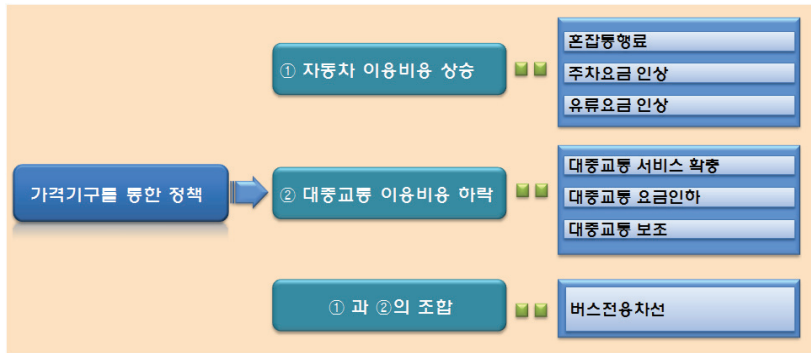 ① 자동차 이용비용 상승
혼잡통행료
주차요금 인상
유류요금 인상
가격기구를 통한 정책
② 대중교통 이용비용 하락
대중교통 서비스 확충
대중교통 요금인하
대중교통 보조
① 과 ②의 조합
버스전용차선